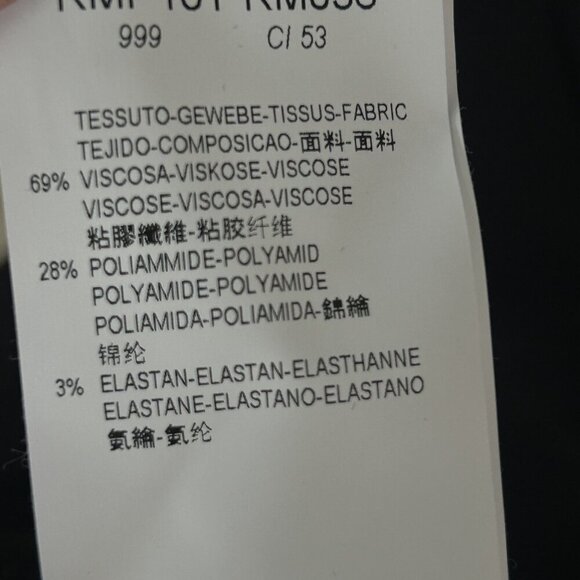 999 CI 53
TESSUTO-GEWEBE-TISSUS-FABRIC
TEJIDO-COMPOSICAO-面料-面料
69% VISCOSA-VISKOSE-VISCOSE
VISCOSE-VISCOSA-VISCOSE
粘膠纖維-粘胶纤维
28% POLIAMMIDE-POLYAMID
POLYAMIDE-POLYAMIDE
POLIAMIDA-POLIAMIDA-錦綸
锦纶
3% ELASTAN-ELASTAN-ELASTHANNE
ELASTANE-ELASTANO-ELASTANO
氨綸-氨纶